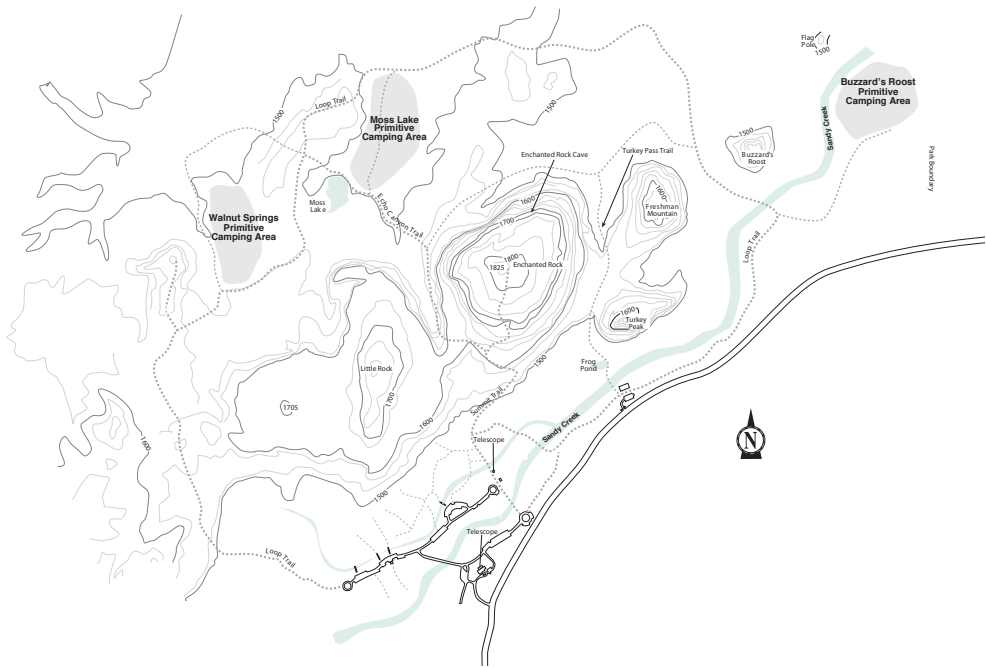 Flag
Pole
1500
Buzzard's Roost
Primitive
Camping Area
Sandy Creek
Park Boundary
1500
Buzzard's
Roost
1500
Loop Trail
1500
Moss Lake
Primitive
Camping Area
Moss
Lake
Echo Canyon Trail
Walnut Springs
Primitive
Camping Area
Enchanted Rock Cave
Turkey Pass Trail
1600
1700
1800
1825
Enchanted Rock
1600
Freshman
Mountain
Loop Trail
1600
Turkey
Peak
1500
Frog
Pond
Little Rock
1700
1705
1600
1600
Summit Trail
Sandy Creek
Telescope
1500
N
Telescope
Loop Trail